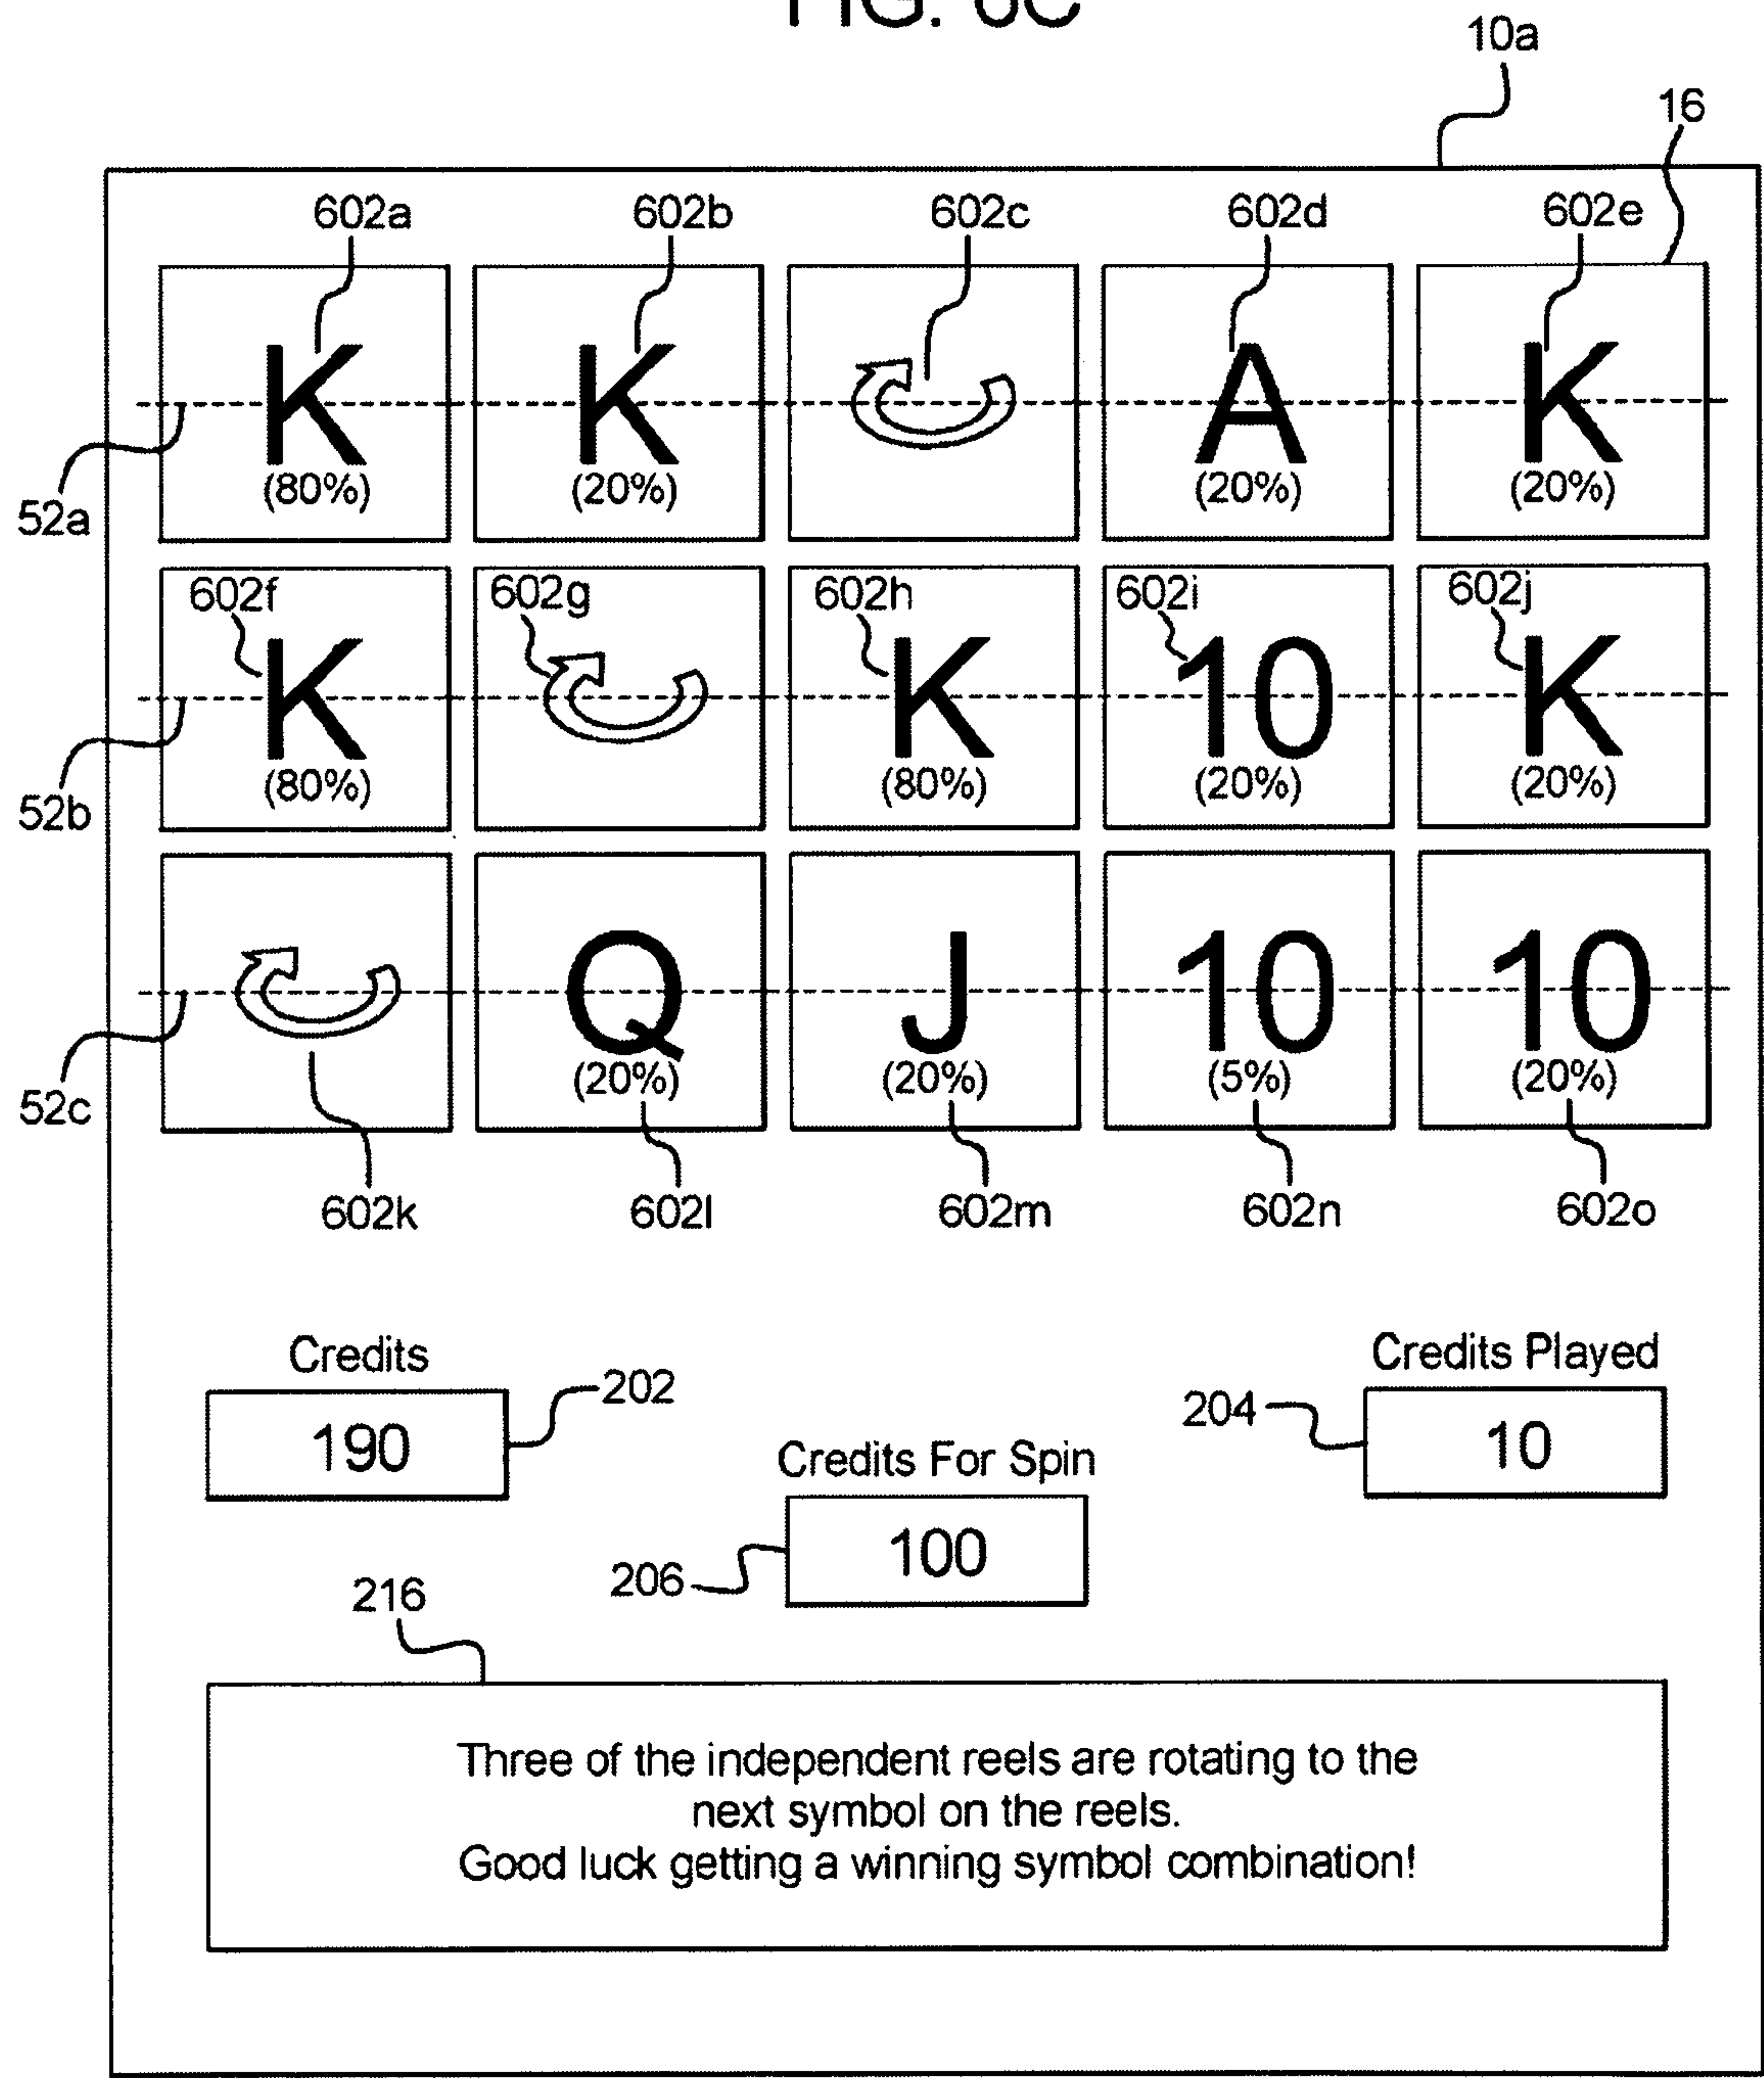 FIG. 6C
10a
16
602a 602b 602c 602d 602e
K K A K
(80%) (20%) (20%) (20%)
52a
602f 602g 602h 602i 602j
K K 10 K
(80%) (80%) (20%) (20%)
52b
Q J 10 10
(20%) (20%) (5%) (20%)
52c
602k 602l 602m 602n 602o
Credits Credits Played
202
190 204 10
Credits For Spin
100
206
216
Three of the independent reels are rotating to the
next symbol on the reels.
Good luck getting a winning symbol combination!